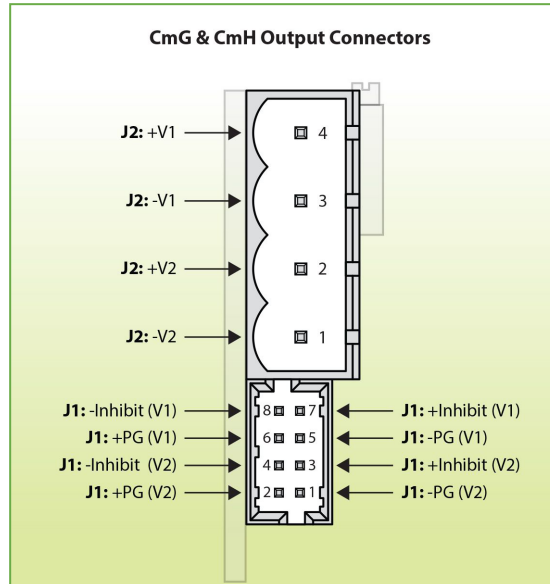 CmG & CmH Output Connectors
J2: +V1
4
J2: -V1
3
J2: +V2
2
J2: -V2
1
J1: -Inhibit (V1)
8
7
J1: +Inhibit (V1)
J1: +PG (V1)
6
5
J1: -PG (V1)
J1: -Inhibit (V2)
4
3
J1: +Inhibit (V2)
J1: +PG (V2)
2
1
J1: -PG (V2)